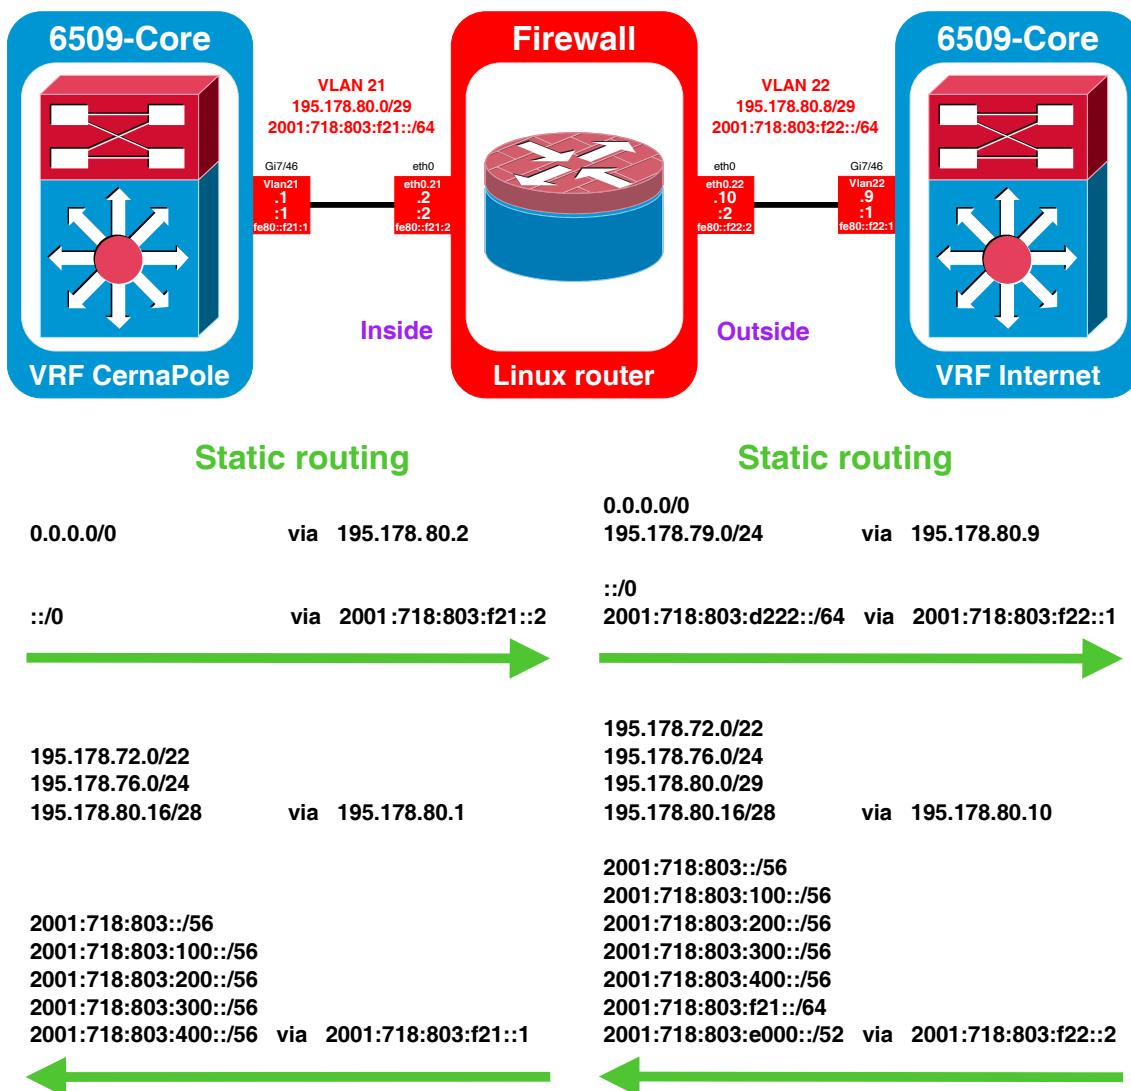 6509-Core
Firewall
6509-Core
VLAN 21
195.178.80.0/29
2001:718:803:f21::/64
VLAN 22
195.178.80.8/29
2001:718:803:f22::/64
Gi7/46
eth0
eth0
Gi7/46
Vlan21
.1
:1
fe80::f21:1
eth0.21
.2
:2
fe80::f21:2
eth0.22
.10
:2
fe80::f22:2
Vlan22
.9
:1
fe80::f22:1
Inside
Outside
VRF CernaPole
Linux router
VRF Internet
Static routing
0.0.0.0/0 via 195.178.80.2
::/0 via 2001:718:803:f21::2
195.178.72.0/22
195.178.76.0/24
195.178.80.16/28 via 195.178.80.1
2001:718:803::/56
2001:718:803:100::/56
2001:718:803:200::/56
2001:718:803:300::/56
2001:718:803:400::/56 via 2001:718:803:f21::1
Static routing
0.0.0.0/0
195.178.79.0/24 via 195.178.80.9
::/0
2001:718:803:d222::/64 via 2001:718:803:f22::1
195.178.72.0/22
195.178.76.0/24
195.178.80.0/29
195.178.80.16/28 via 195.178.80.10
2001:718:803::/56
2001:718:803:100::/56
2001:718:803:200::/56
2001:718:803:300::/56
2001:718:803:400::/56
2001:718:803:f21::/64
2001:718:803:e000::/52 via 2001:718:803:f22::2